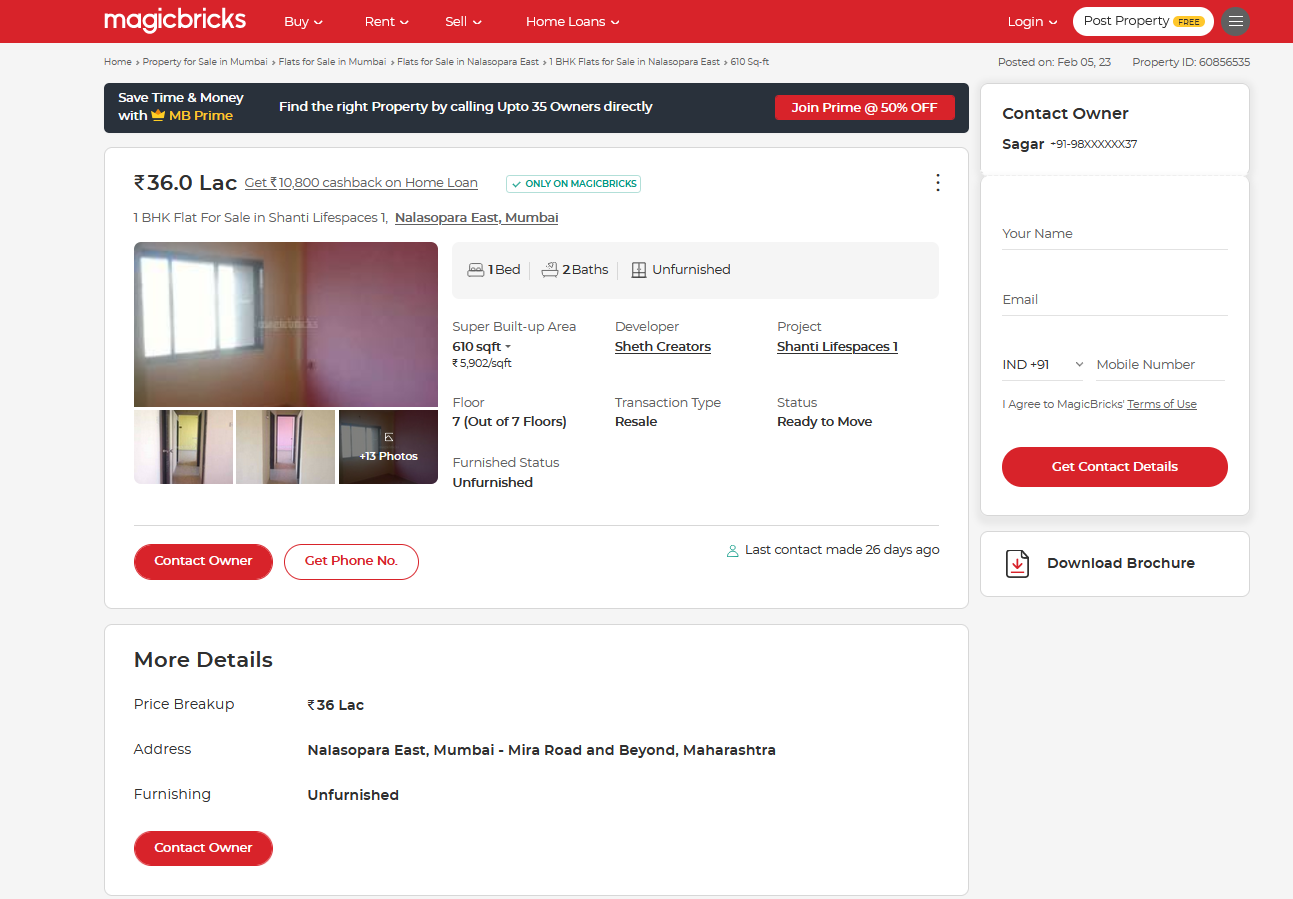 magicbricks
Buy Rent Sell Home Loans
Login Post Property FREE
Home › Property for Sale in Mumbai › Flats for Sale in Mumbai › Flats for Sale in Nalasopara East › 1 BHK Flats for Sale in Nalasopara East › 610 Sq-ft
Posted on: Feb 05, 23 Property ID: 60856535
Save Time & Money
with MB Prime
Find the right Property by calling Upto 35 Owners directly
Join Prime @ 50% OFF
₹36.0 Lac Get ₹10,800 cashback on Home Loan ONLY ON MAGICBRICKS
1 BHK Flat For Sale in Shanti Lifespaces 1, Nalasopara East, Mumbai
magicbricks
+13 Photos
1 Bed 2 Baths Unfurnished
Super Built-up Area
610 sqft
₹5,902/sqft
Developer
Sheth Creators
Project
Shanti Lifespaces 1
Floor
7 (Out of 7 Floors)
Transaction Type
Resale
Status
Ready to Move
Furnished Status
Unfurnished
Contact Owner Get Phone No.
Last contact made 26 days ago
More Details
Price Breakup ₹36 Lac
Address Nalasopara East, Mumbai - Mira Road and Beyond, Maharashtra
Furnishing Unfurnished
Contact Owner
Contact Owner
Sagar +91-98XXXXXX37
Your Name
Email
IND +91 Mobile Number
I Agree to MagicBricks' Terms of Use
Get Contact Details
Download Brochure